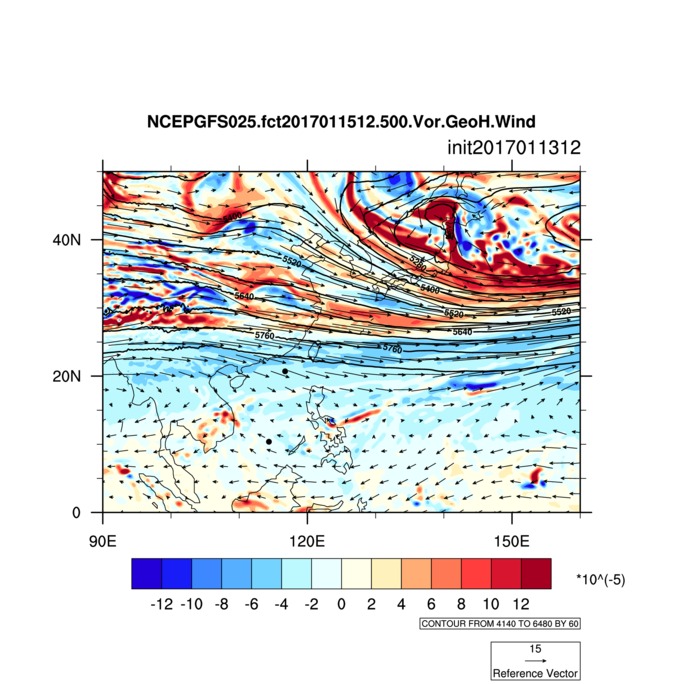 NCEPGFS025.fct2017011512.500.Vor.GeoH.Wind
init2017011312
5520
5280
5400
5640
5520
5520
5640
5760
5760
40N
20N
0
90E
120E
150E
-12 -10 -8 -6 -4 -2 0 2 4 6 8 10 12
*10^(-5)
CONTOUR FROM 4140 TO 6480 BY 60
15
Reference Vector